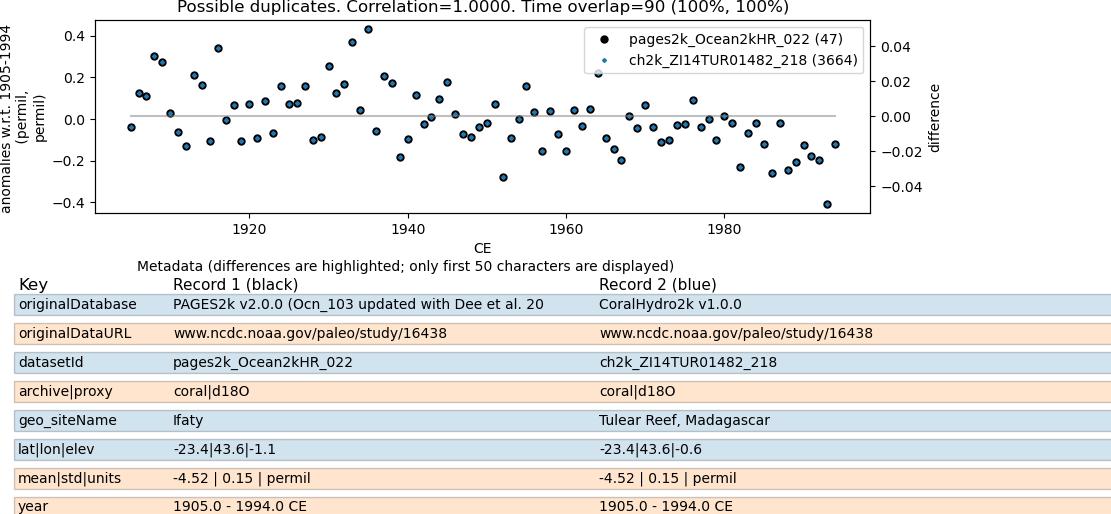 Possible duplicates. Correlation=1.0000. Time overlap=90 (100%, 100%)
anomalies w.r.t. 1905-1994
(permil,
permil)
0.4
0.2
0.0
−0.2
−0.4
pages2k_Ocean2kHR_022 (47)
ch2k_ZI14TUR01482_218 (3664)
0.04
0.02
0.00
−0.02
−0.04
difference
1920 1940 1960 1980
CE
Metadata (differences are highlighted; only first 50 characters are displayed)
Key Record 1 (black) Record 2 (blue)
originalDatabase PAGES2k v2.0.0 (Ocn_103 updated with Dee et al. 20 CoralHydro2k v1.0.0
originalDataURL www.ncdc.noaa.gov/paleo/study/16438 www.ncdc.noaa.gov/paleo/study/16438
datasetId pages2k_Ocean2kHR_022 ch2k_ZI14TUR01482_218
archive|proxy coral|d18O coral|d18O
geo_siteName Ifaty Tulear Reef, Madagascar
lat|lon|elev -23.4|43.6|-1.1 -23.4|43.6|-0.6
mean|std|units -4.52 | 0.15 | permil -4.52 | 0.15 | permil
year 1905.0 - 1994.0 CE 1905.0 - 1994.0 CE